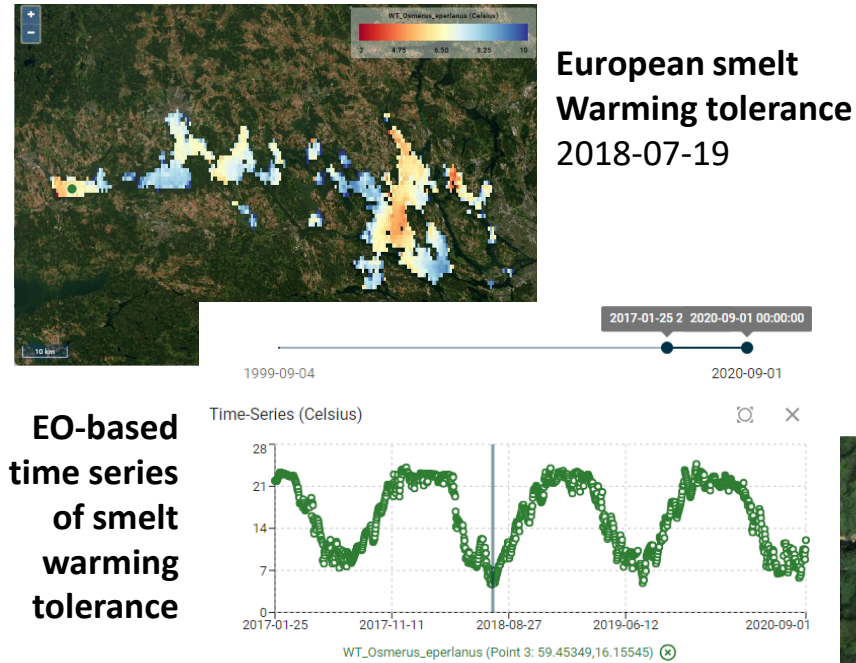 +
−
WT_Osmerus_eperlanus (Celsius)
3 4.75 6.50 8.25 10
10 km
European smelt
Warming tolerance
2018-07-19
2017-01-25 2 2020-09-01 00:00:00
1999-09-04 2020-09-01
EO-based
time series
of smelt
warming
tolerance
Time-Series (Celsius)
28
21
14
7
0
2017-01-25 2017-11-11 2018-08-27 2019-06-12 2020-09-01
WT_Osmerus_eperlanus (Point 3: 59.45349,16.15545)